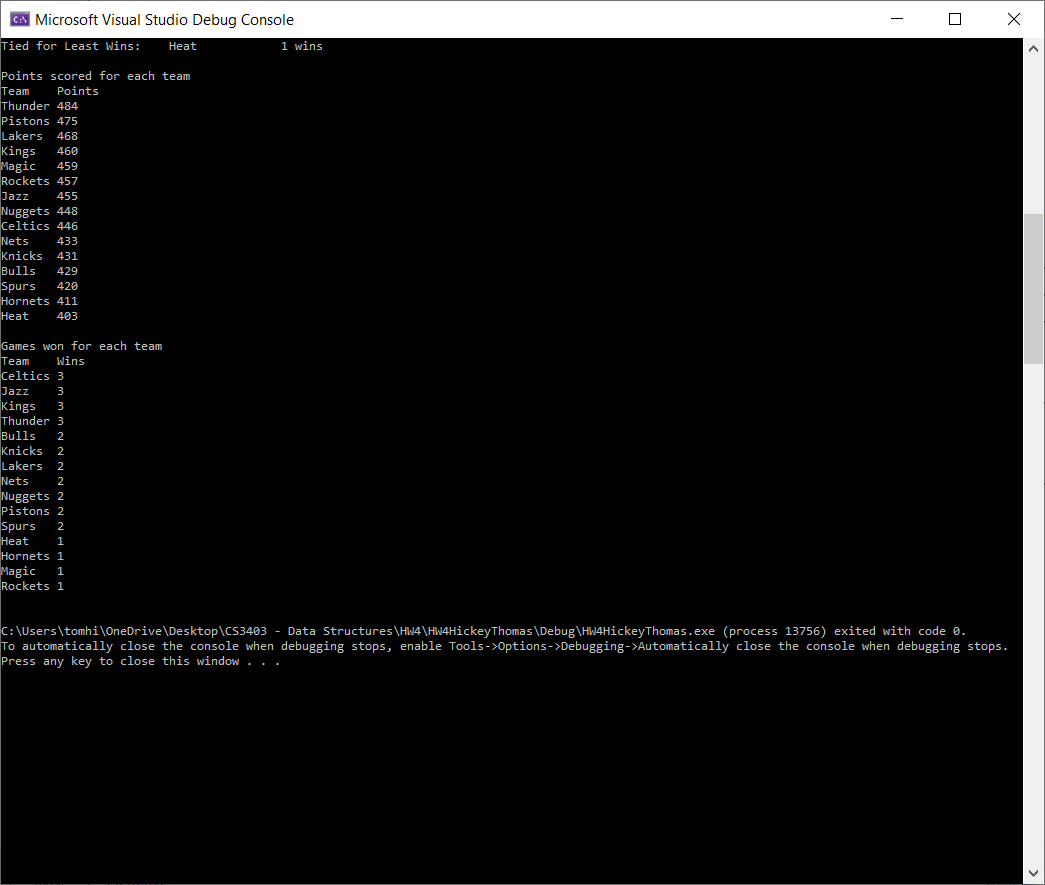 Microsoft Visual Studio Debug Console
Tied for Least Wins:    Heat            1 wins

Points scored for each team
Team    Points
Thunder 484
Pistons 475
Lakers  468
Kings   460
Magic   459
Rockets 457
Jazz    455
Nuggets 448
Celtics 446
Nets    433
Knicks  431
Bulls   429
Spurs   420
Hornets 411
Heat    403

Games won for each team
Team    Wins
Celtics 3
Jazz    3
Kings   3
Thunder 3
Bulls   2
Knicks  2
Lakers  2
Nets    2
Nuggets 2
Pistons 2
Spurs   2
Heat    1
Hornets 1
Magic   1
Rockets 1

C:\Users\tomhi\OneDrive\Desktop\CS3403 - Data Structures\HW4\HW4HickeyThomas\Debug\HW4HickeyThomas.exe (process 13756) exited with code 0.
To automatically close the console when debugging stops, enable Tools->Options->Debugging->Automatically close the console when debugging stops.
Press any key to close this window . . .